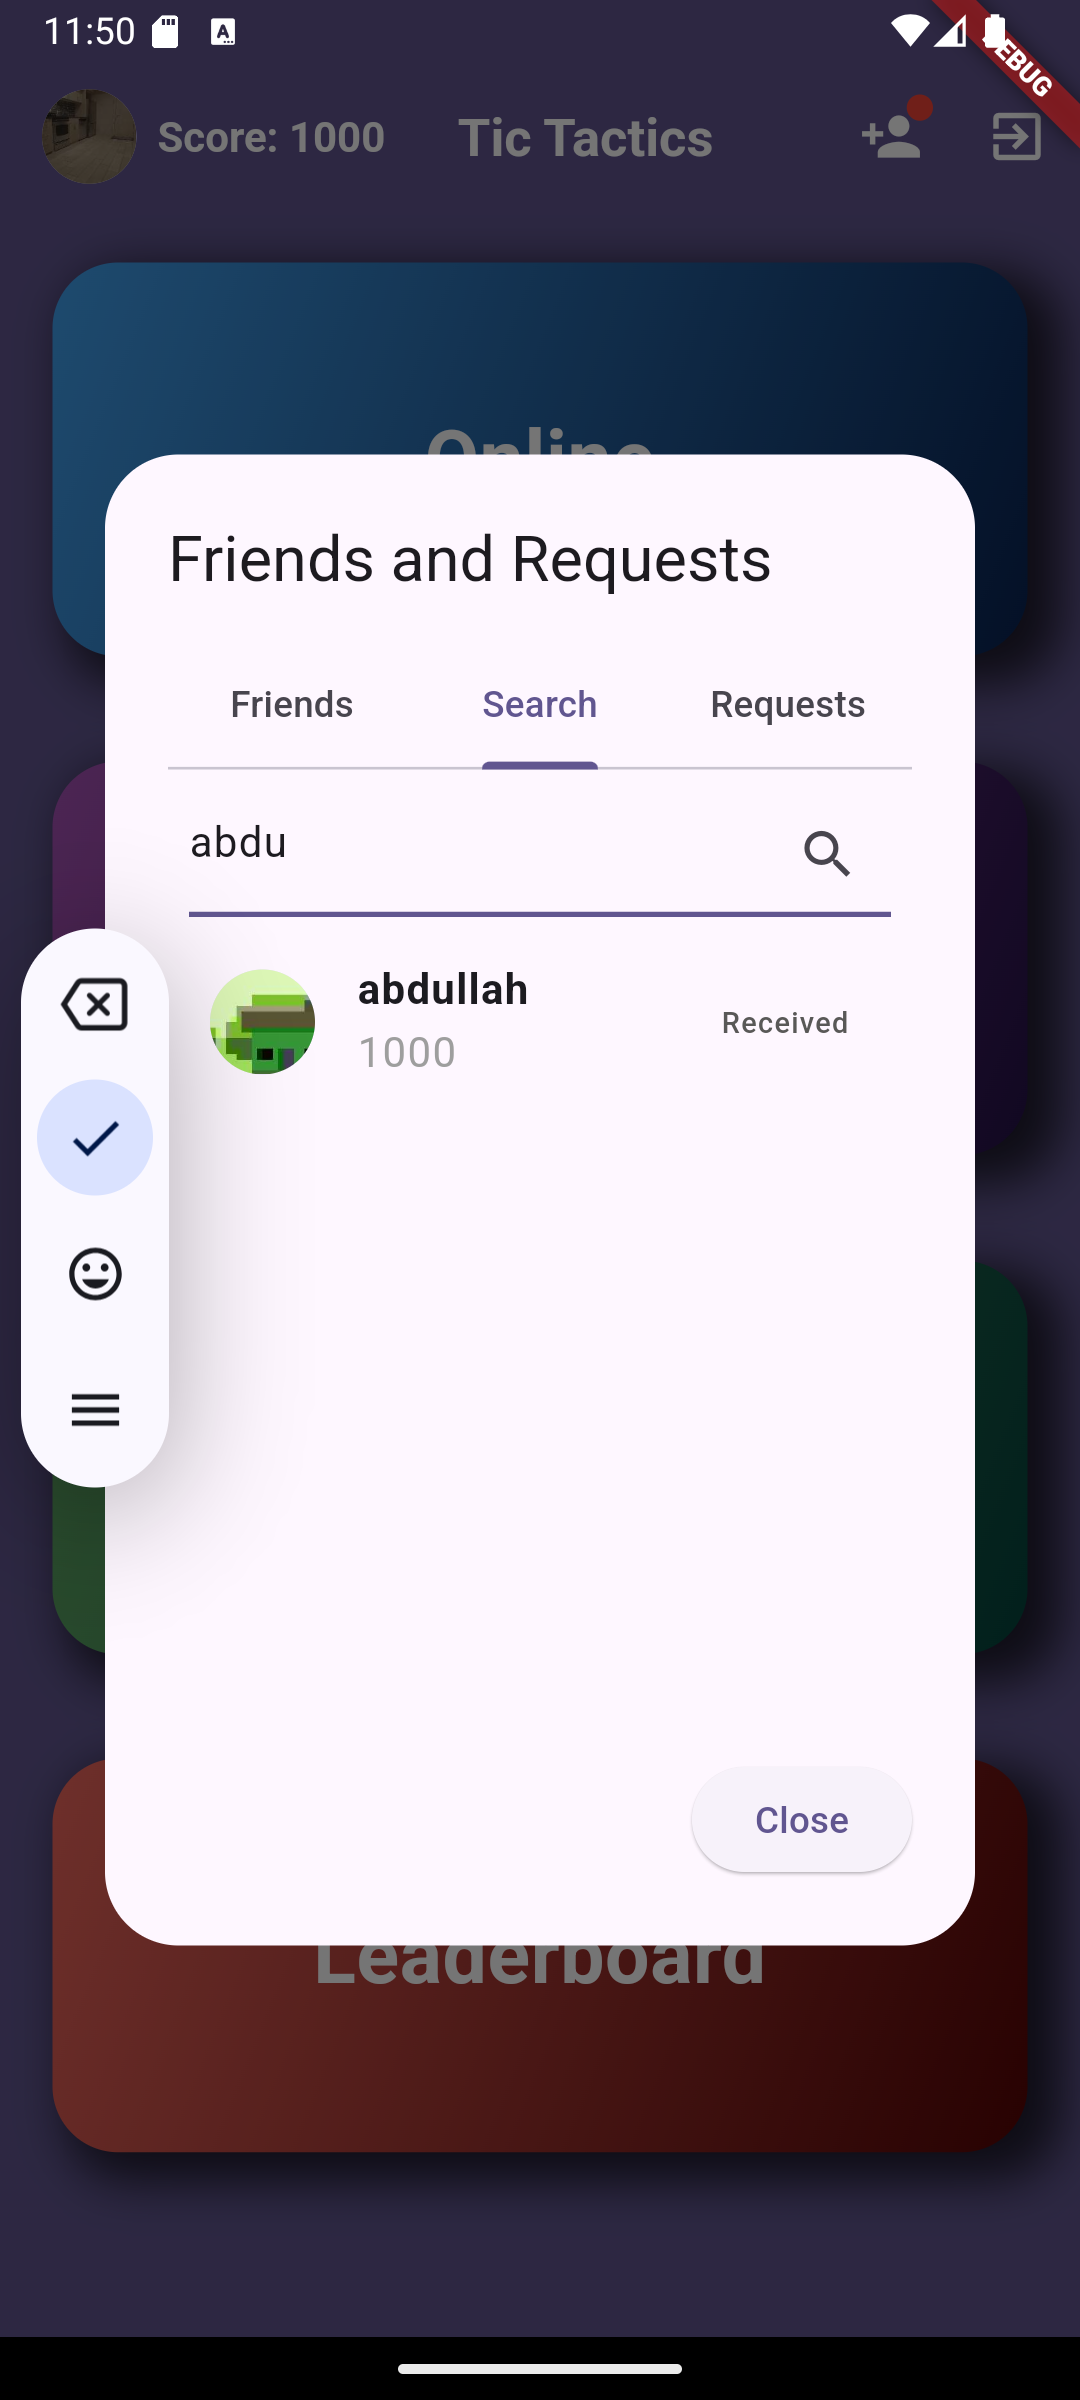 11:50
DEBUG
Score: 1000
Tic Tactics
Online
Friends and Requests
Friends
Search
Requests
abdu
abdullah
1000
Received
Close
Leaderboard